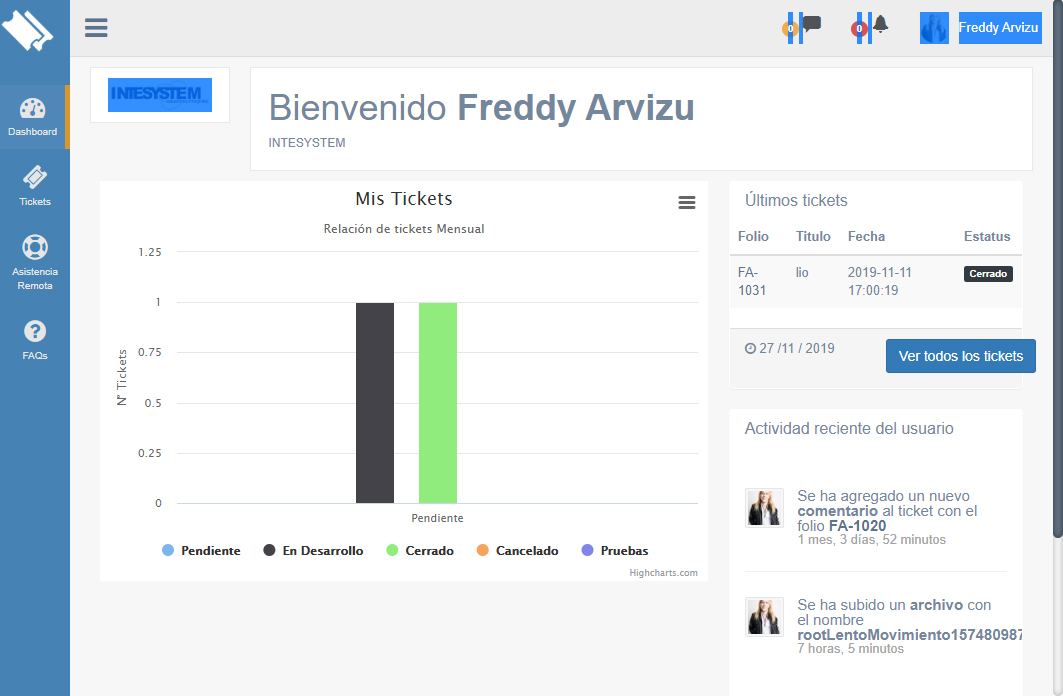 0
0
Freddy Arvizu
INTESYSTEM
Bienvenido Freddy Arvizu
INTESYSTEM
Dashboard
Tickets
Asistencia
Remota
FAQs
Mis Tickets
Relación de tickets Mensual
1.25
1
0.75
0.5
0.25
0
N° Tickets
Pendiente
Pendiente
En Desarrollo
Cerrado
Cancelado
Pruebas
Highcharts.com
Últimos tickets
Folio Titulo Fecha Estatus
FA- lio 2019-11-11 Cerrado
1031 17:00:19
27 /11 / 2019
Ver todos los tickets
Actividad reciente del usuario
Se ha agregado un nuevo
comentario al ticket con el
folio FA-1020
1 mes, 3 días, 52 minutos
Se ha subido un archivo con
el nombre
rootLentoMovimiento157480987
7 horas, 5 minutos